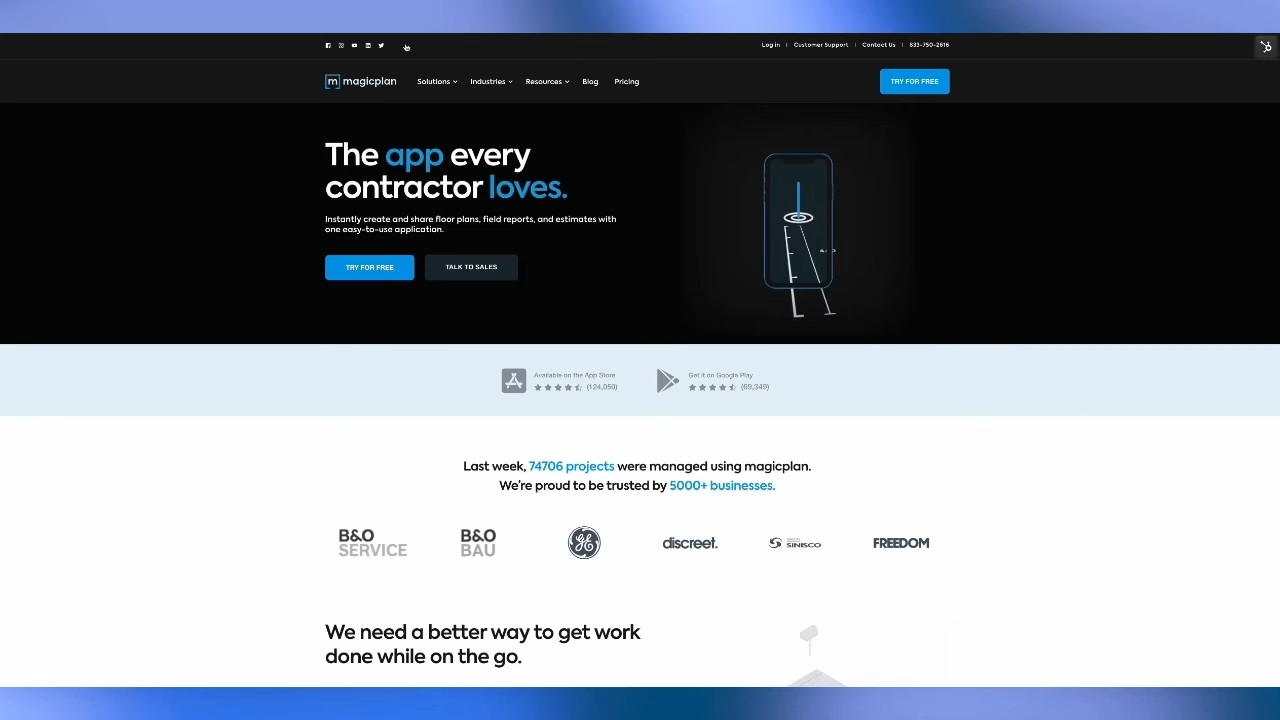 Log in | Customer Support | Contact Us | 833-750-2616
[m] magicplan Solutions Industries Resources Blog Pricing TRY FOR FREE
The app every
contractor loves.
Instantly create and share floor plans, field reports, and estimates with
one easy-to-use application.
TRY FOR FREE TALK TO SALES
Available on the App Store
(124,050)
Get it on Google Play
(69,349)
Last week, 74706 projects were managed using magicplan.
We're proud to be trusted by 5000+ businesses.
B&O
SERVICE
B&O
BAU
GE
discreet.
SINISCO
FREEDOM
We need a better way to get work
done while on the go.